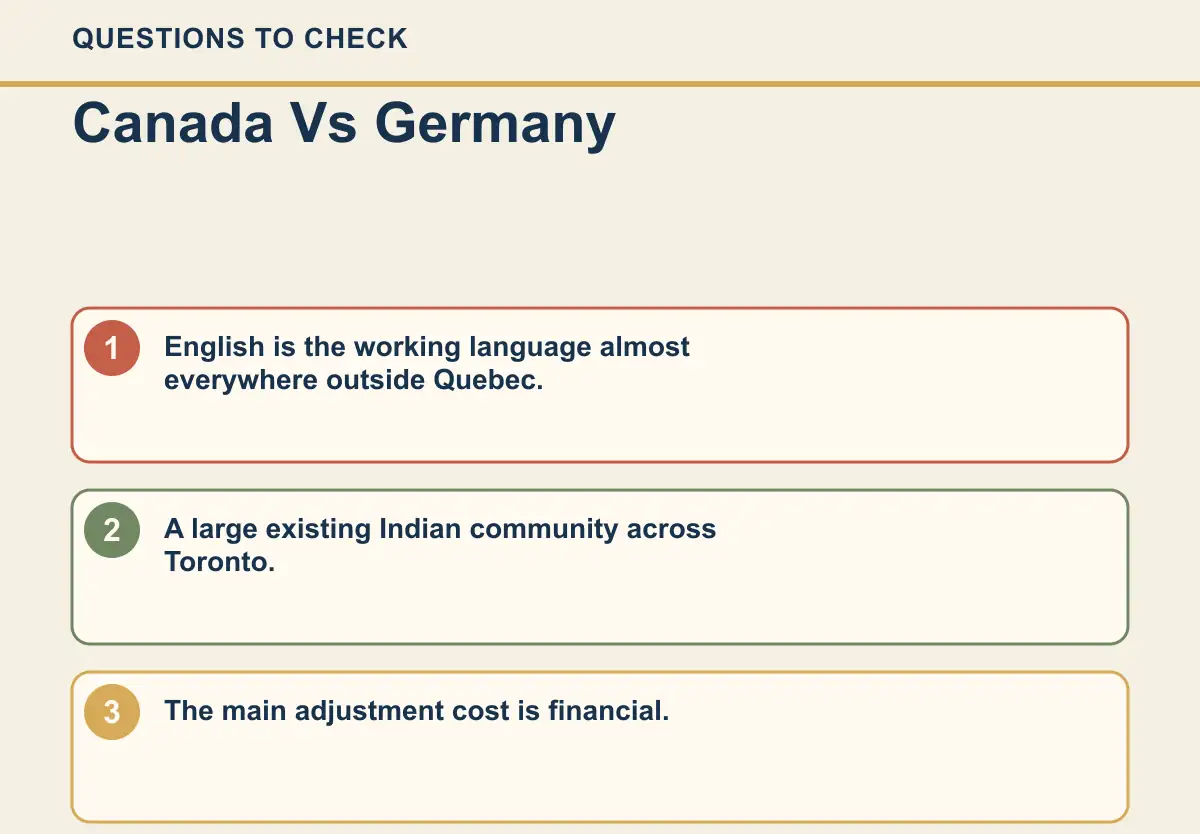 QUESTIONS TO CHECK
Canada Vs Germany
1
English is the working language almost
everywhere outside Quebec.
2
A large existing Indian community across
Toronto.
3
The main adjustment cost is financial.